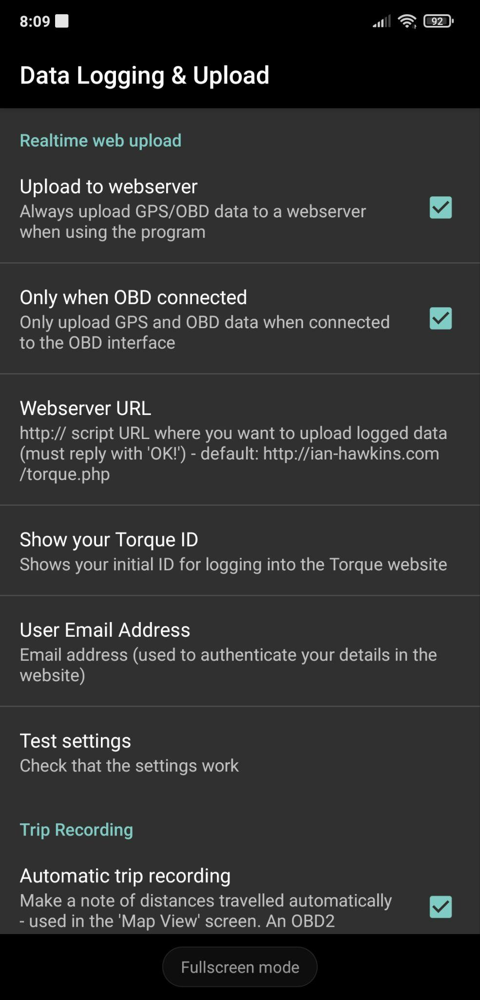 8:09
92
Data Logging & Upload
Realtime web upload
Upload to webserver
Always upload GPS/OBD data to a webserver
when using the program
Only when OBD connected
Only upload GPS and OBD data when connected
to the OBD interface
Webserver URL
http:// script URL where you want to upload logged data
(must reply with 'OK!') - default: http://ian-hawkins.com
/torque.php
Show your Torque ID
Shows your initial ID for logging into the Torque website
User Email Address
Email address (used to authenticate your details in the
website)
Test settings
Check that the settings work
Trip Recording
Automatic trip recording
Make a note of distances travelled automatically
- used in the 'Map View' screen. An OBD2
Fullscreen mode